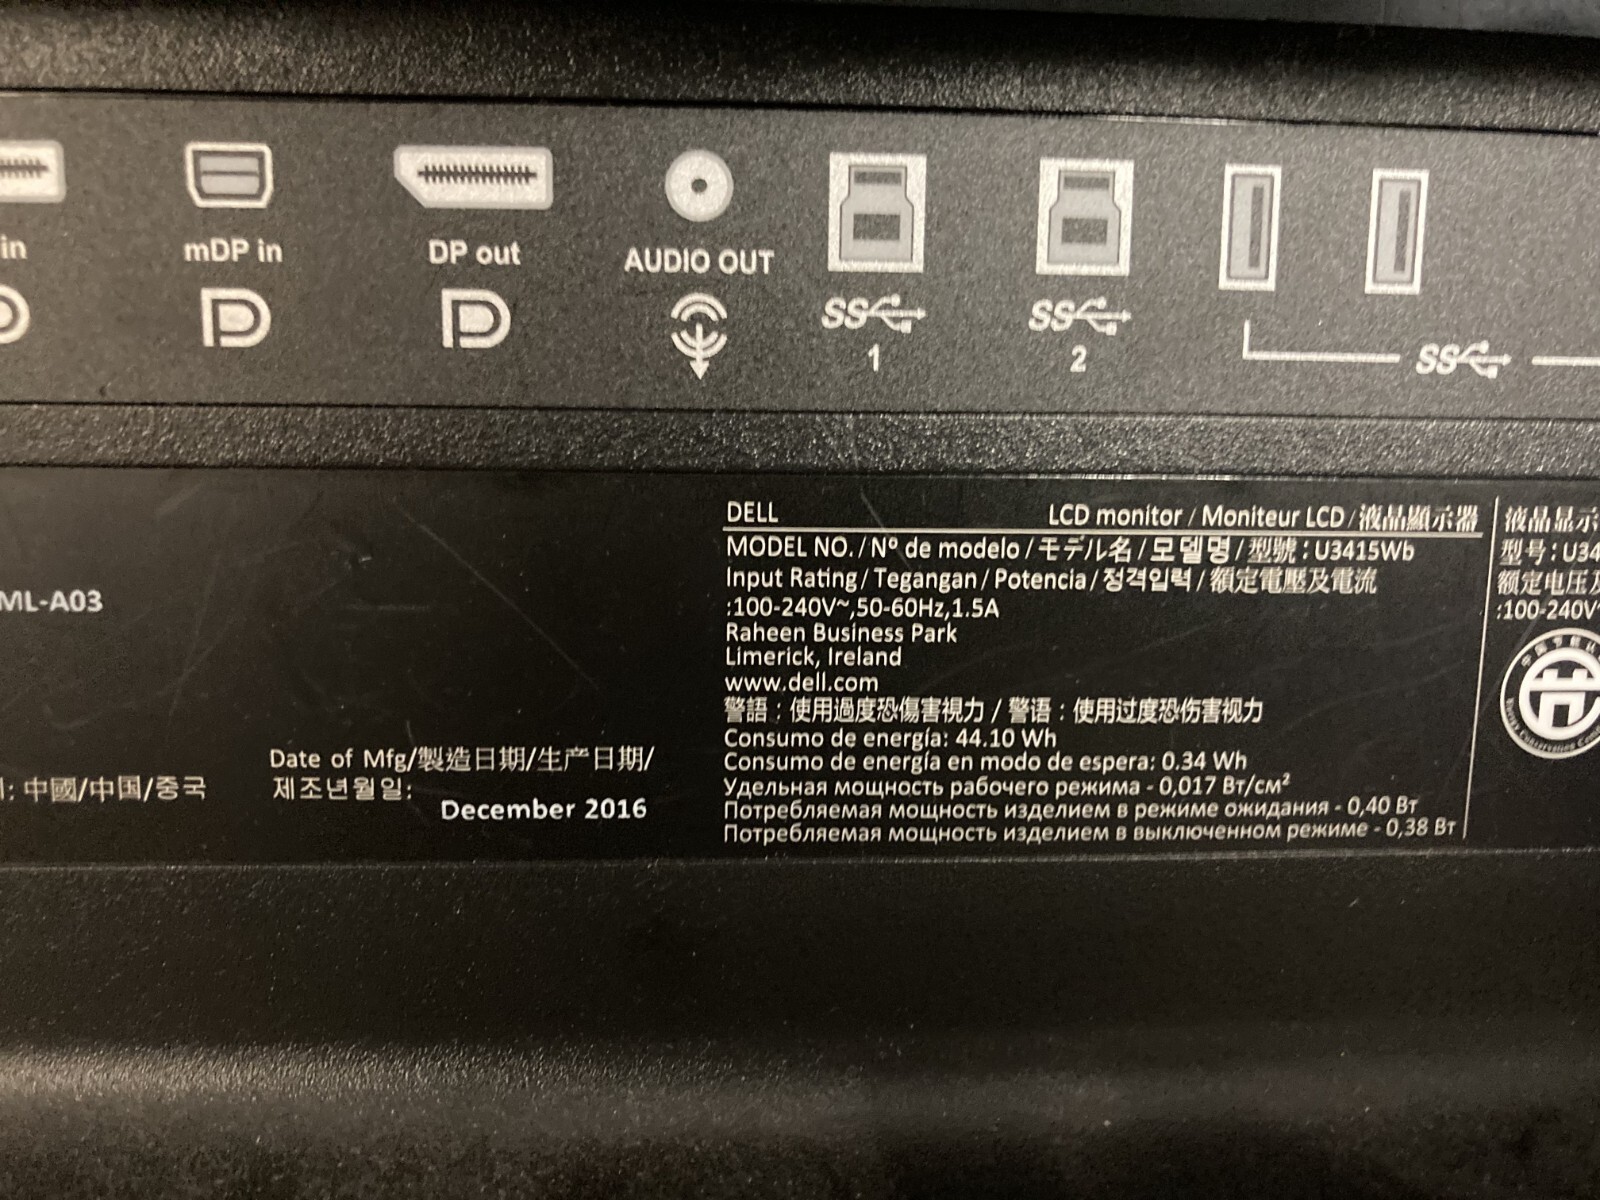 in
mDP in
DP out
AUDIO OUT
SS
1
SS
2
SS
ML-A03
: 中國/中国/중국
Date of Mfg/製造日期/生产日期/
제조년월일:
December 2016
DELL LCD monitor / Moniteur LCD / 液晶顯示器
MODEL NO. / Nº de modelo / モデル名 / 모델명 / 型號 : U3415Wb
Input Rating / Tegangan / Potencia / 정격입력 / 額定電壓及電流
:100-240V~,50-60Hz,1.5A
Raheen Business Park
Limerick, Ireland
www.dell.com
警語：使用過度恐傷害視力 / 警语：使用过度恐伤害视力
Consumo de energía: 44.10 Wh
Consumo de energía en modo de espera: 0.34 Wh
Удельная мощность рабочего режима - 0,017 Вт/см²
Потребляемая мощность изделием в режиме ожидания - 0,40 Вт
Потребляемая мощность изделием в выключенном режиме - 0,38 Вт
液晶显示
型号 : U34
额定电压及
:100-240V~